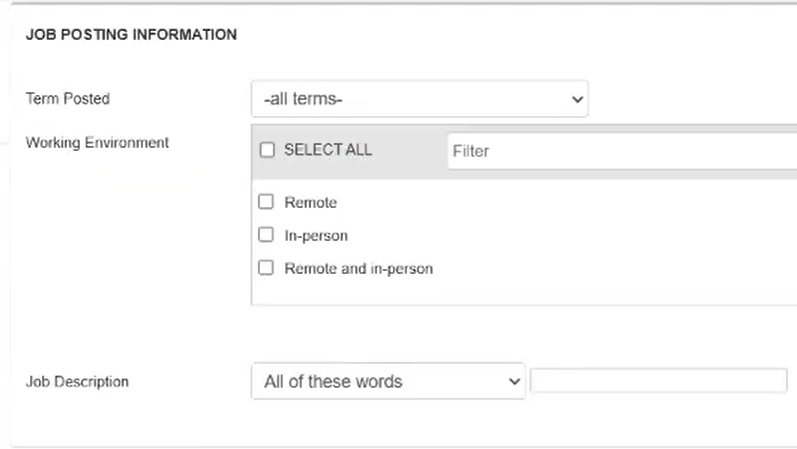 JOB POSTING INFORMATION
Term Posted -all terms-
Working Environment SELECT ALL Filter
Remote
In-person
Remote and in-person
Job Description All of these words